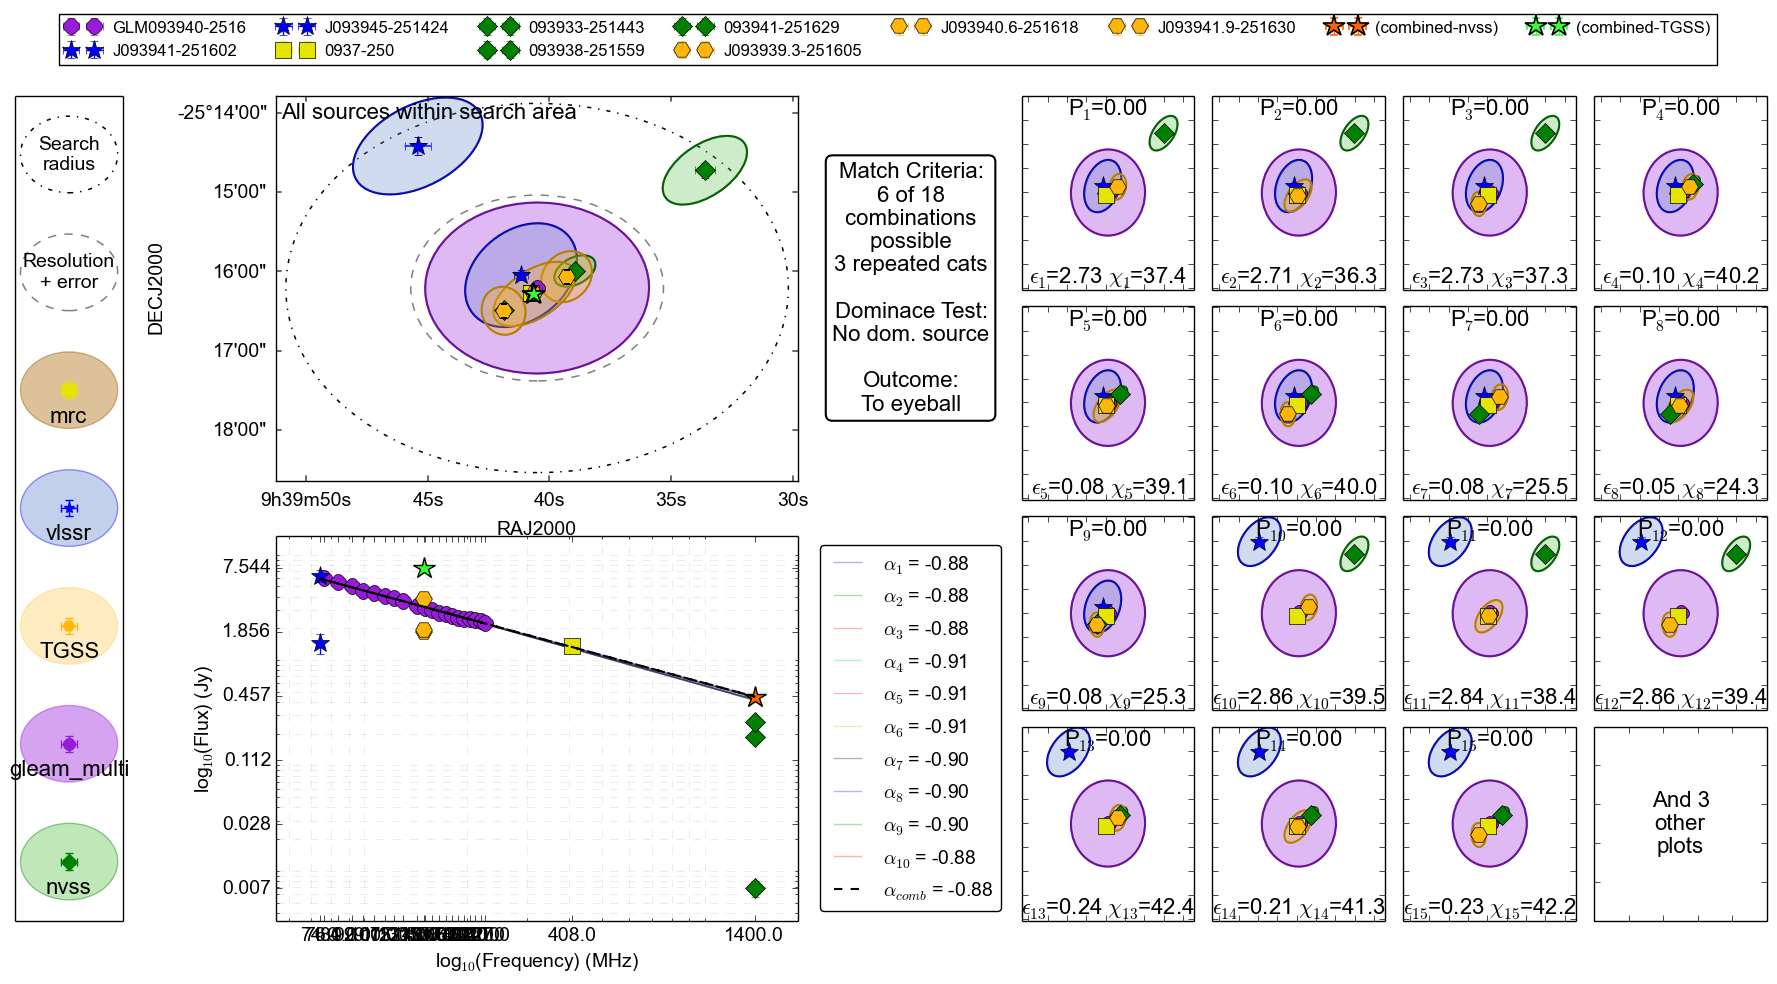 GLM093940-2516
J093945-251424
093933-251443
093941-251629
J093940.6-251618
J093941.9-251630
(combined-nvss)
(combined-TGSS)
J093941-251602
0937-250
093938-251559
J093939.3-251605
Search
radius
Resolution
+ error
mrc
vlssr
TGSS
gleam_multi
nvss
All sources within search area
DECJ2000
-25°14'00"
15'00"
16'00"
17'00"
18'00"
9h39m50s
45s
40s
35s
30s
RAJ2000
Match Criteria:
6 of 18
combinations
possible
3 repeated cats
Dominace Test:
No dom. source
Outcome:
To eyeball
log10(Flux) (Jy)
7.544
1.856
0.457
0.112
0.028
0.007
408.0
1400.0
log10(Frequency) (MHz)
α1 = -0.88
α2 = -0.88
α3 = -0.88
α4 = -0.91
α5 = -0.91
α6 = -0.91
α7 = -0.90
α8 = -0.90
α9 = -0.90
α10 = -0.88
αcomb = -0.88
P1=0.00
ϵ1=2.73 χ1=37.4
P2=0.00
ϵ2=2.71 χ2=36.3
P3=0.00
ϵ3=2.73 χ3=37.3
P4=0.00
ϵ4=0.10 χ4=40.2
P5=0.00
ϵ5=0.08 χ5=39.1
P6=0.00
ϵ6=0.10 χ6=40.0
P7=0.00
ϵ7=0.08 χ7=25.5
P8=0.00
ϵ8=0.05 χ8=24.3
P9=0.00
ϵ9=0.08 χ9=25.3
P10=0.00
ϵ10=2.86 χ10=39.5
P11=0.00
ϵ11=2.84 χ11=38.4
P12=0.00
ϵ12=2.86 χ12=39.4
P13=0.00
ϵ13=0.24 χ13=42.4
P14=0.00
ϵ14=0.21 χ14=41.3
P15=0.00
ϵ15=0.23 χ15=42.2
And 3
other
plots